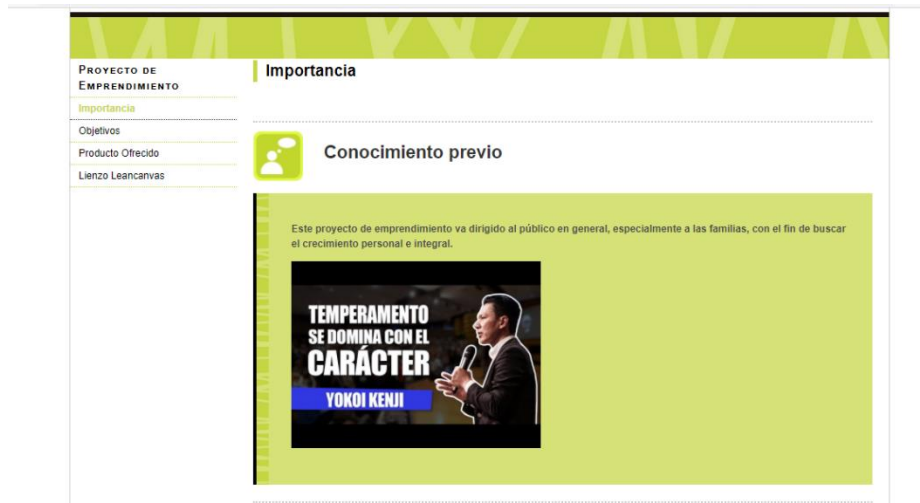 PROYECTO DE
EMPRENDIMIENTO
Importancia
Objetivos
Producto Ofrecido
Lienzo Leancanvas
Importancia
Conocimiento previo
Este proyecto de emprendimiento va dirigido al público en general, especialmente a las familias, con el fin de buscar
el crecimiento personal e integral.
TEMPERAMENTO
SE DOMINA CON EL
CARÁCTER
YOKOI KENJI